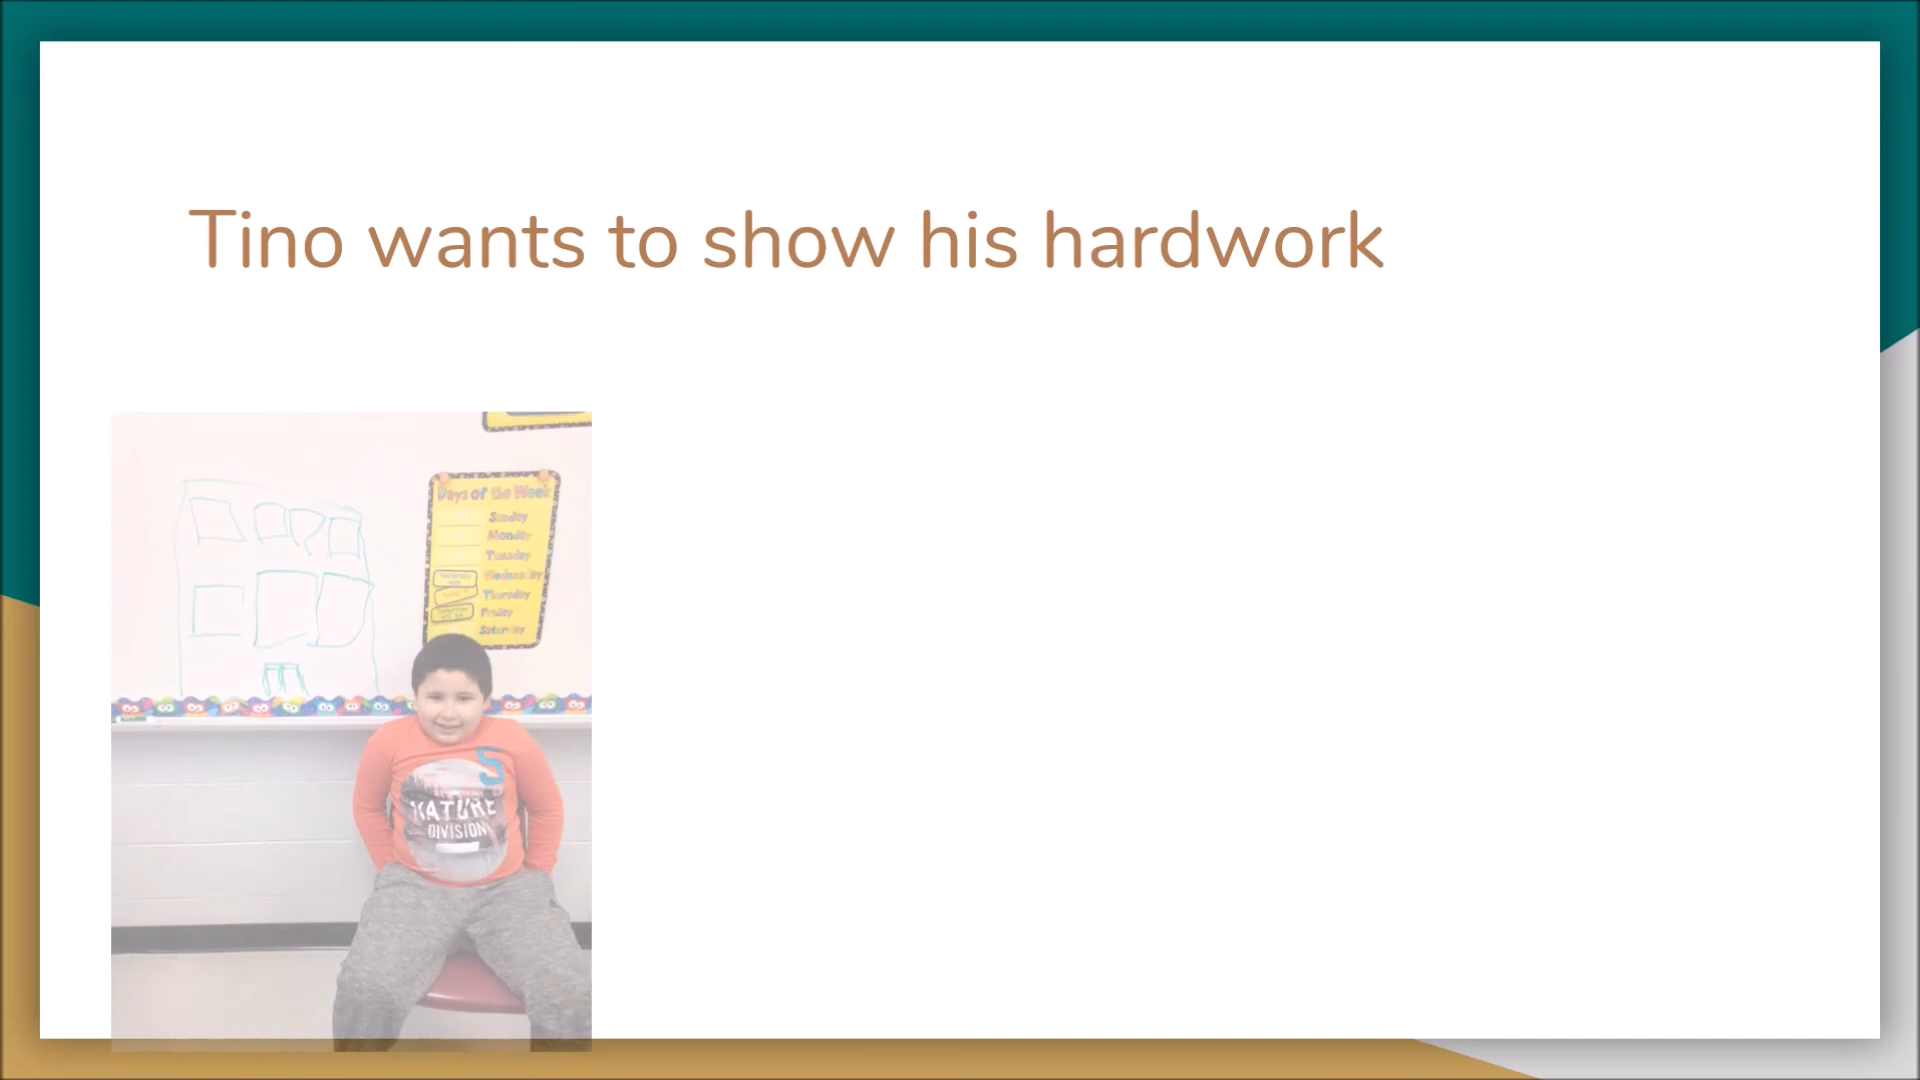 Tino wants to show his hardwork
Days of the Week
Sunday
Monday
Tuesday
Wednesday
Thursday
Friday
Saturday
5
NATURE
DIVISION